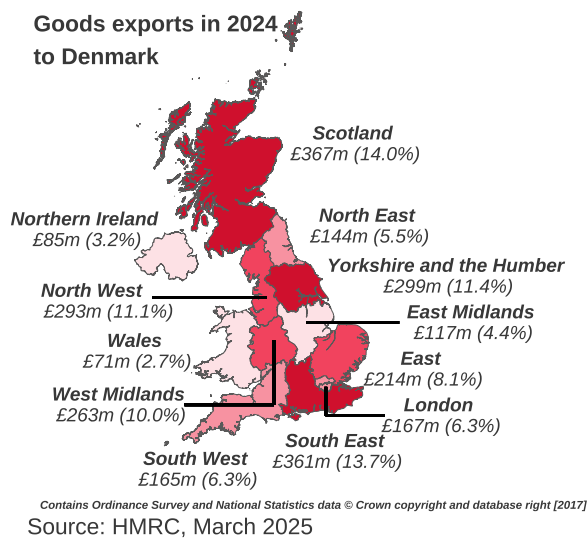 Goods exports in 2024
to Denmark
Scotland
£367m (14.0%)
Northern Ireland
£85m (3.2%)
North East
£144m (5.5%)
Yorkshire and the Humber
£299m (11.4%)
North West
£293m (11.1%)
East Midlands
£117m (4.4%)
Wales
£71m (2.7%)
East
£214m (8.1%)
West Midlands
£263m (10.0%)
London
£167m (6.3%)
South East
£361m (13.7%)
South West
£165m (6.3%)
Contains Ordinance Survey and National Statistics data © Crown copyright and database right [2017]
Source: HMRC, March 2025